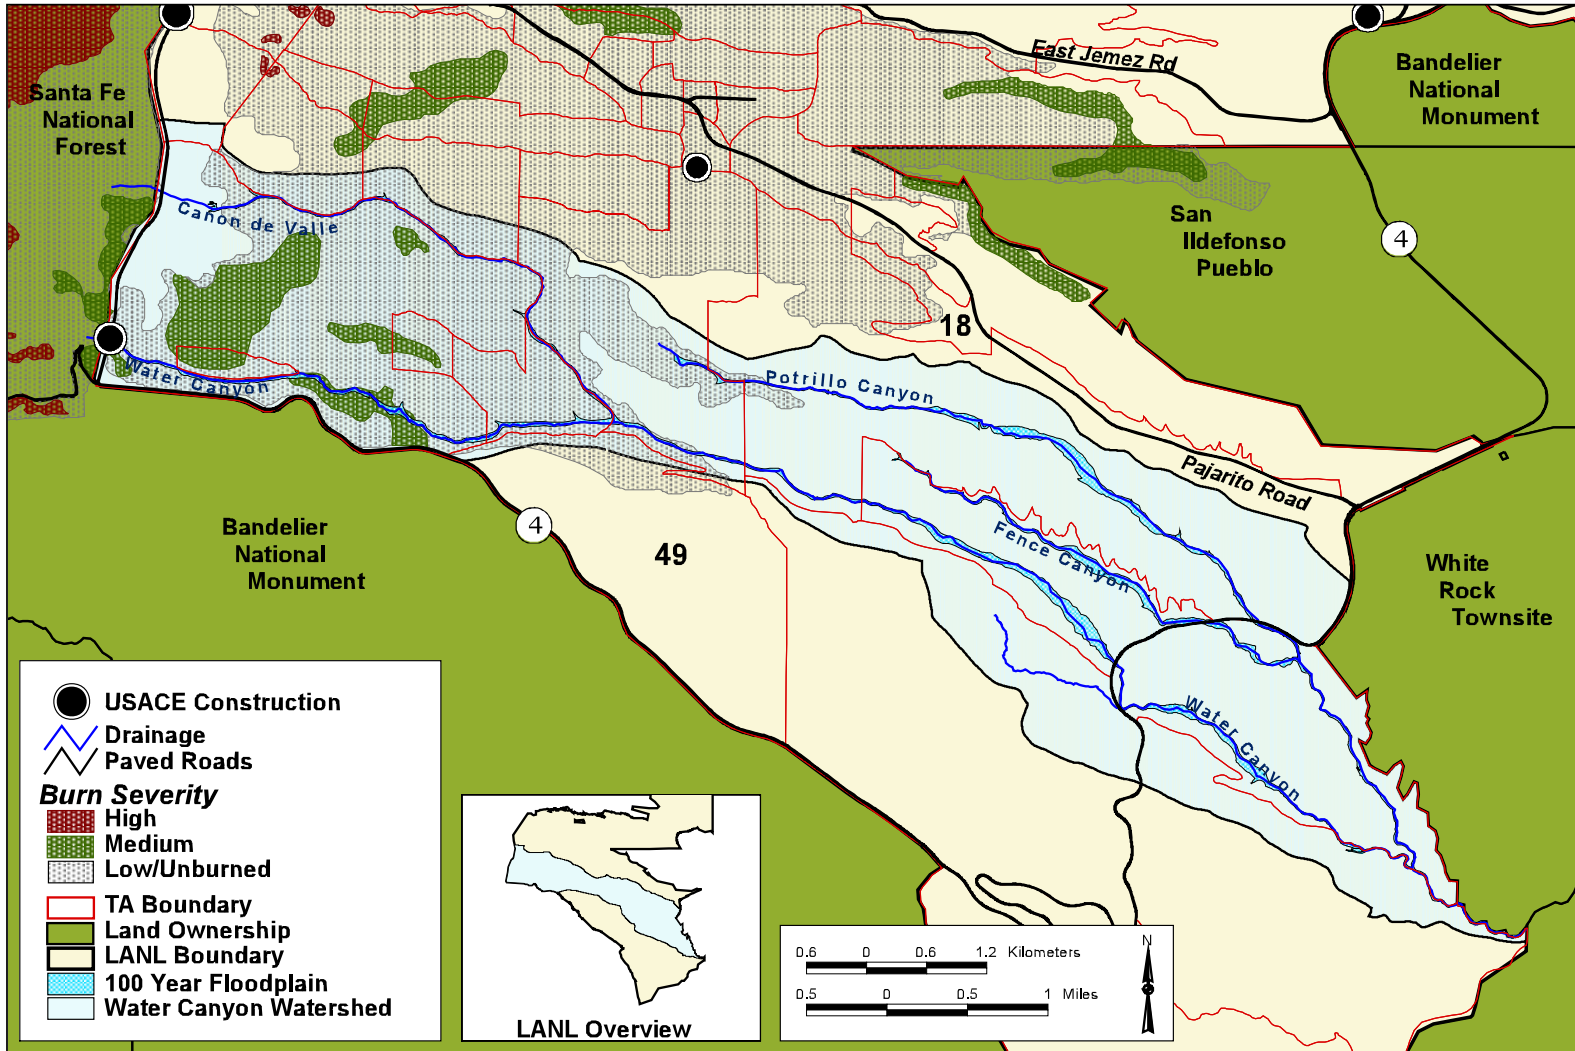 East Jemez Rd
Bandelier
National
Monument
Santa Fe
National
Forest
Cañon de Valle
San
Ildefonso
Pueblo
4
18
Water Canyon
Potrillo Canyon
Pajarito Road
Bandelier
National
Monument
4
49
Fence Canyon
White
Rock
Townsite
Water Canyon
USACE Construction
Drainage
Paved Roads
Burn Severity
High
Medium
Low/Unburned
TA Boundary
Land Ownership
LANL Boundary
100 Year Floodplain
Water Canyon Watershed
LANL Overview
0.6 0 0.6 1.2 Kilometers
0.5 0 0.5 1 Miles
N